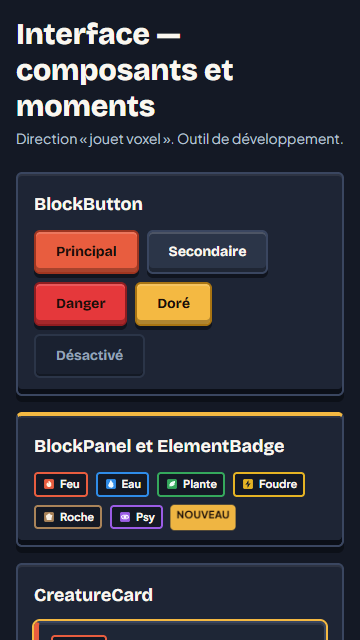 Interface —
composants et
moments
Direction « jouet voxel ». Outil de développement.
BlockButton
Principal
Secondaire
Danger
Doré
Désactivé
BlockPanel et ElementBadge
Feu
Eau
Plante
Foudre
Roche
Psy
NOUVEAU
CreatureCard